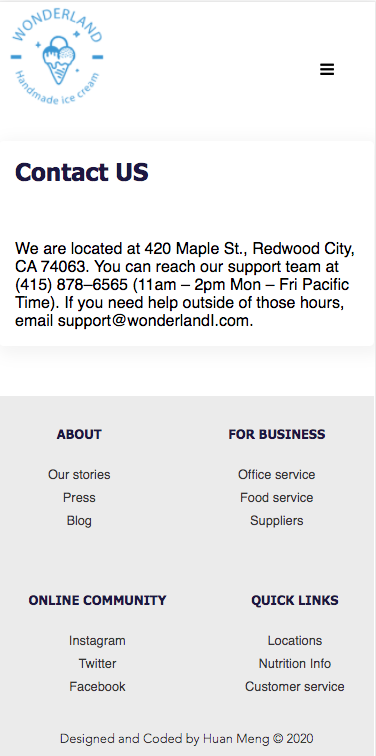 WONDERLAND
Handmade ice cream
Contact US
We are located at 420 Maple St., Redwood City,
CA 74063. You can reach our support team at
(415) 878–6565 (11am – 2pm Mon – Fri Pacific
Time). If you need help outside of those hours,
email support@wonderlandl.com.
ABOUT
Our stories
Press
Blog
FOR BUSINESS
Office service
Food service
Suppliers
ONLINE COMMUNITY
Instagram
Twitter
Facebook
QUICK LINKS
Locations
Nutrition Info
Customer service
Designed and Coded by Huan Meng © 2020